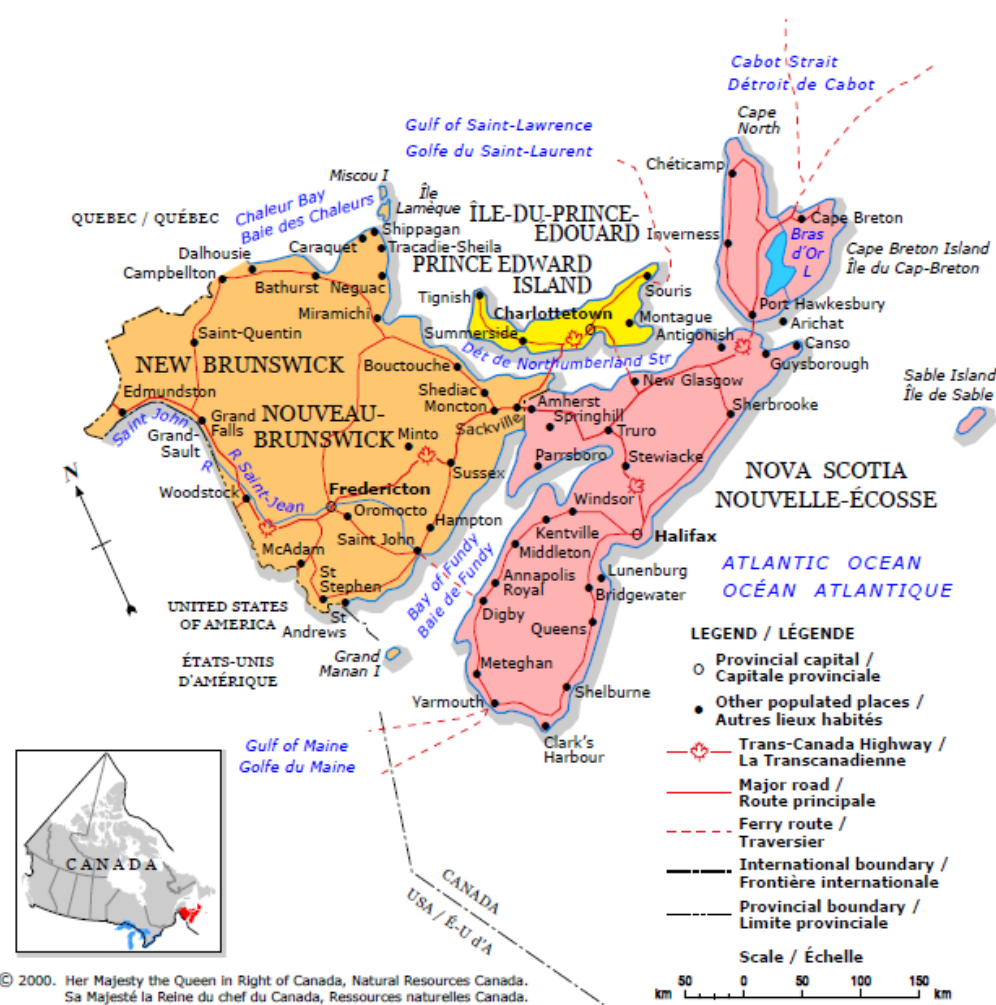 Cabot Strait
Détroit de Cabot
Cape
North
Gulf of Saint-Lawrence
Golfe du Saint-Laurent
Chéticamp
Miscou I
Île
Lamèque
Chaleur Bay
Baie des Chaleurs
QUEBEC / QUÉBEC
ÎLE-DU-PRINCE-
ÉDOUARD
PRINCE EDWARD
ISLAND
Shippagan
Caraquet
Tracadie-Sheila
Inverness
Cape Breton
Bras
d'Or
L
Cape Breton Island
Île du Cap-Breton
Dalhousie
Campbellton
Bathurst
Neguac
Tignish
Souris
Charlottetown
Montague
Port Hawkesbury
Miramichi
Summerside
Antigonish
Arichat
Canso
Saint-Quentin
Dét de Northumberland Str
Guysborough
NEW BRUNSWICK
Bouctouche
New Glasgow
Sable Island
Île de Sable
Edmundston
Shediac
Moncton
Amherst
Sherbrooke
Saint John
R
Grand
Falls
Grand-
Sault
NOUVEAU-
BRUNSWICK
Sackville
Springhill
Truro
Minto
Parrsboro
Stewiacke
N
R Saint-Jean
Sussex
NOVA SCOTIA
NOUVELLE-ÉCOSSE
Woodstock
Fredericton
Oromocto
Windsor
Hampton
Kentville
Halifax
Saint John
McAdam
Middleton
Bay of Fundy
Baie de Fundy
ATLANTIC OCEAN
OCÉAN ATLANTIQUE
St
Stephen
Annapolis
Royal
Lunenburg
Bridgewater
UNITED STATES
OF AMERICA
St
Andrews
Digby
Queens
ÉTATS-UNIS
D'AMÉRIQUE
Grand
Manan I
Meteghan
Yarmouth
Shelburne
Clark's
Harbour
Gulf of Maine
Golfe du Maine
LEGEND / LÉGENDE
Provincial capital /
Capitale provinciale
Other populated places /
Autres lieux habités
Trans-Canada Highway /
La Transcanadienne
Major road /
Route principale
Ferry route /
Traversier
International boundary /
Frontière internationale
Provincial boundary /
Limite provinciale
Scale / Échelle
50 0 50 100 150
km km
CANADA
CANADA
USA / É-U d'A
© 2000. Her Majesty the Queen in Right of Canada, Natural Resources Canada.
Sa Majesté la Reine du chef du Canada, Ressources naturelles Canada.